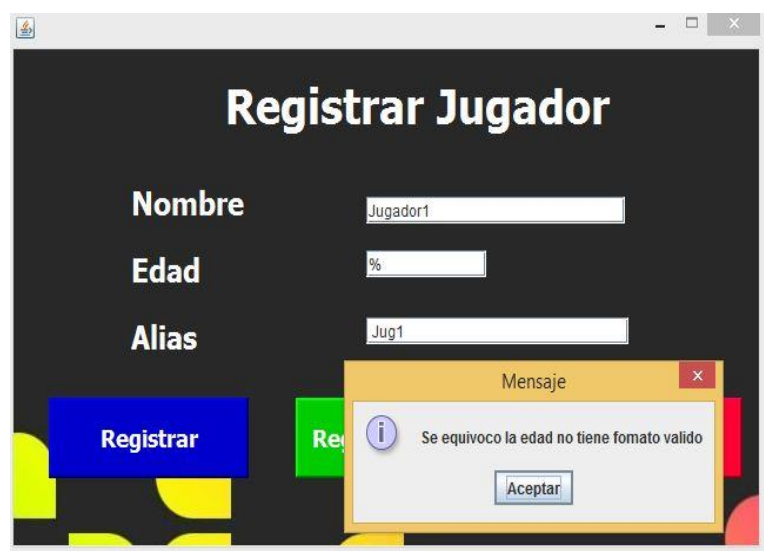 Registrar Jugador
Nombre
Jugador1
Edad
%
Alias
Jug1
Mensaje
Se equivoco la edad no tiene fomato valido
Aceptar
Registrar